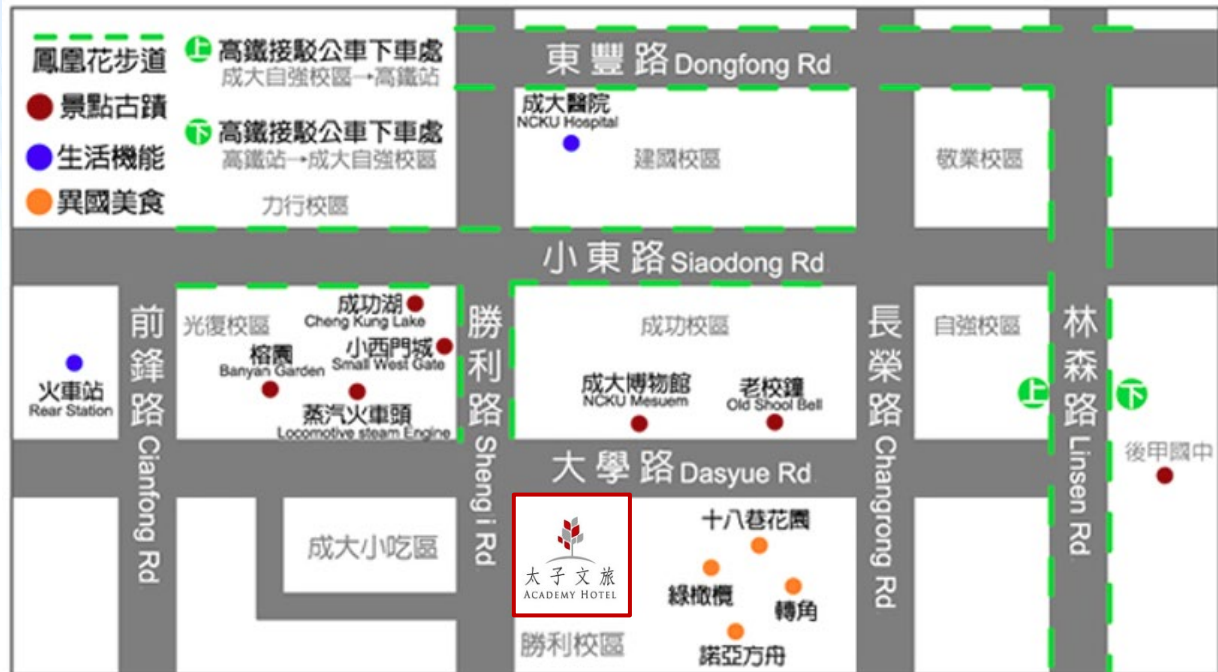 鳳凰花步道
景點古蹟
生活機能
異國美食
上 高鐵接駁公車下車處
成大自強校區→高鐵站
下 高鐵接駁公車下車處
高鐵站→成大自強校區
力行校區
東豐路 Dongfong Rd
成大醫院
NCKU Hospital
建國校區
敬業校區
小東路 Siaodong Rd
火車站
Rear Station
前鋒路 Cianfong Rd
光復校區
成功湖
Cheng Kung Lake
榕園
Banyan Garden
小西門城
Small West Gate
蒸汽火車頭
Locomotive steam Engine
勝利路 Shengli Rd
成功校區
成大博物館
NCKU Mesuem
老校鐘
Old Shool Bell
長榮路 Changrong Rd
自強校區
上
林森路 Linsen Rd
下
後甲國中
大學路 Dasyue Rd
成大小吃區
太子文旅
ACADEMY HOTEL
勝利校區
十八巷花園
綠橄欖
轉角
諾亞方舟